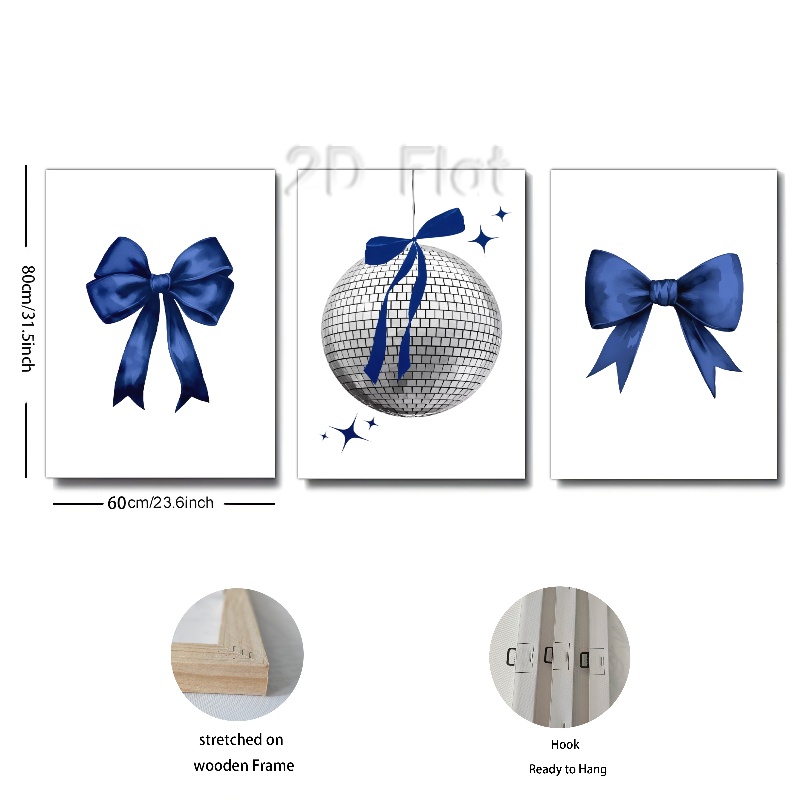 2D Flat
80cm/31.5inch
60cm/23.6inch
stretched on
wooden Frame
Hook
Ready to Hang